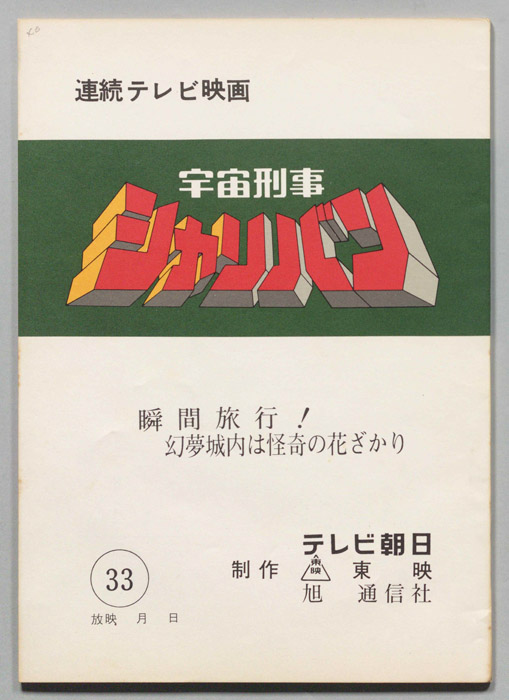 連続テレビ映画
宇宙刑事
シャリバン
瞬間旅行！
幻夢城内は怪奇の花ざかり
テレビ朝日
制作 東映 東映
旭 通信社
33
放映 月 日